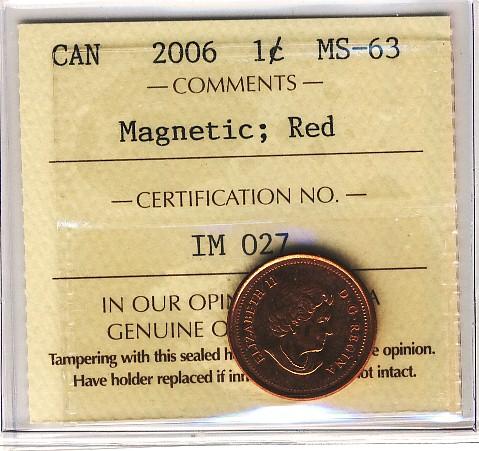 CAN 2006 1¢ MS-63
— COMMENTS —
Magnetic; Red
— CERTIFICATION NO. —
IM 027
IN OUR A
GENUINE
Tampering with this sealed opinion.
Have holder replaced if intact.
ELIZABETH II D·G·REGINA